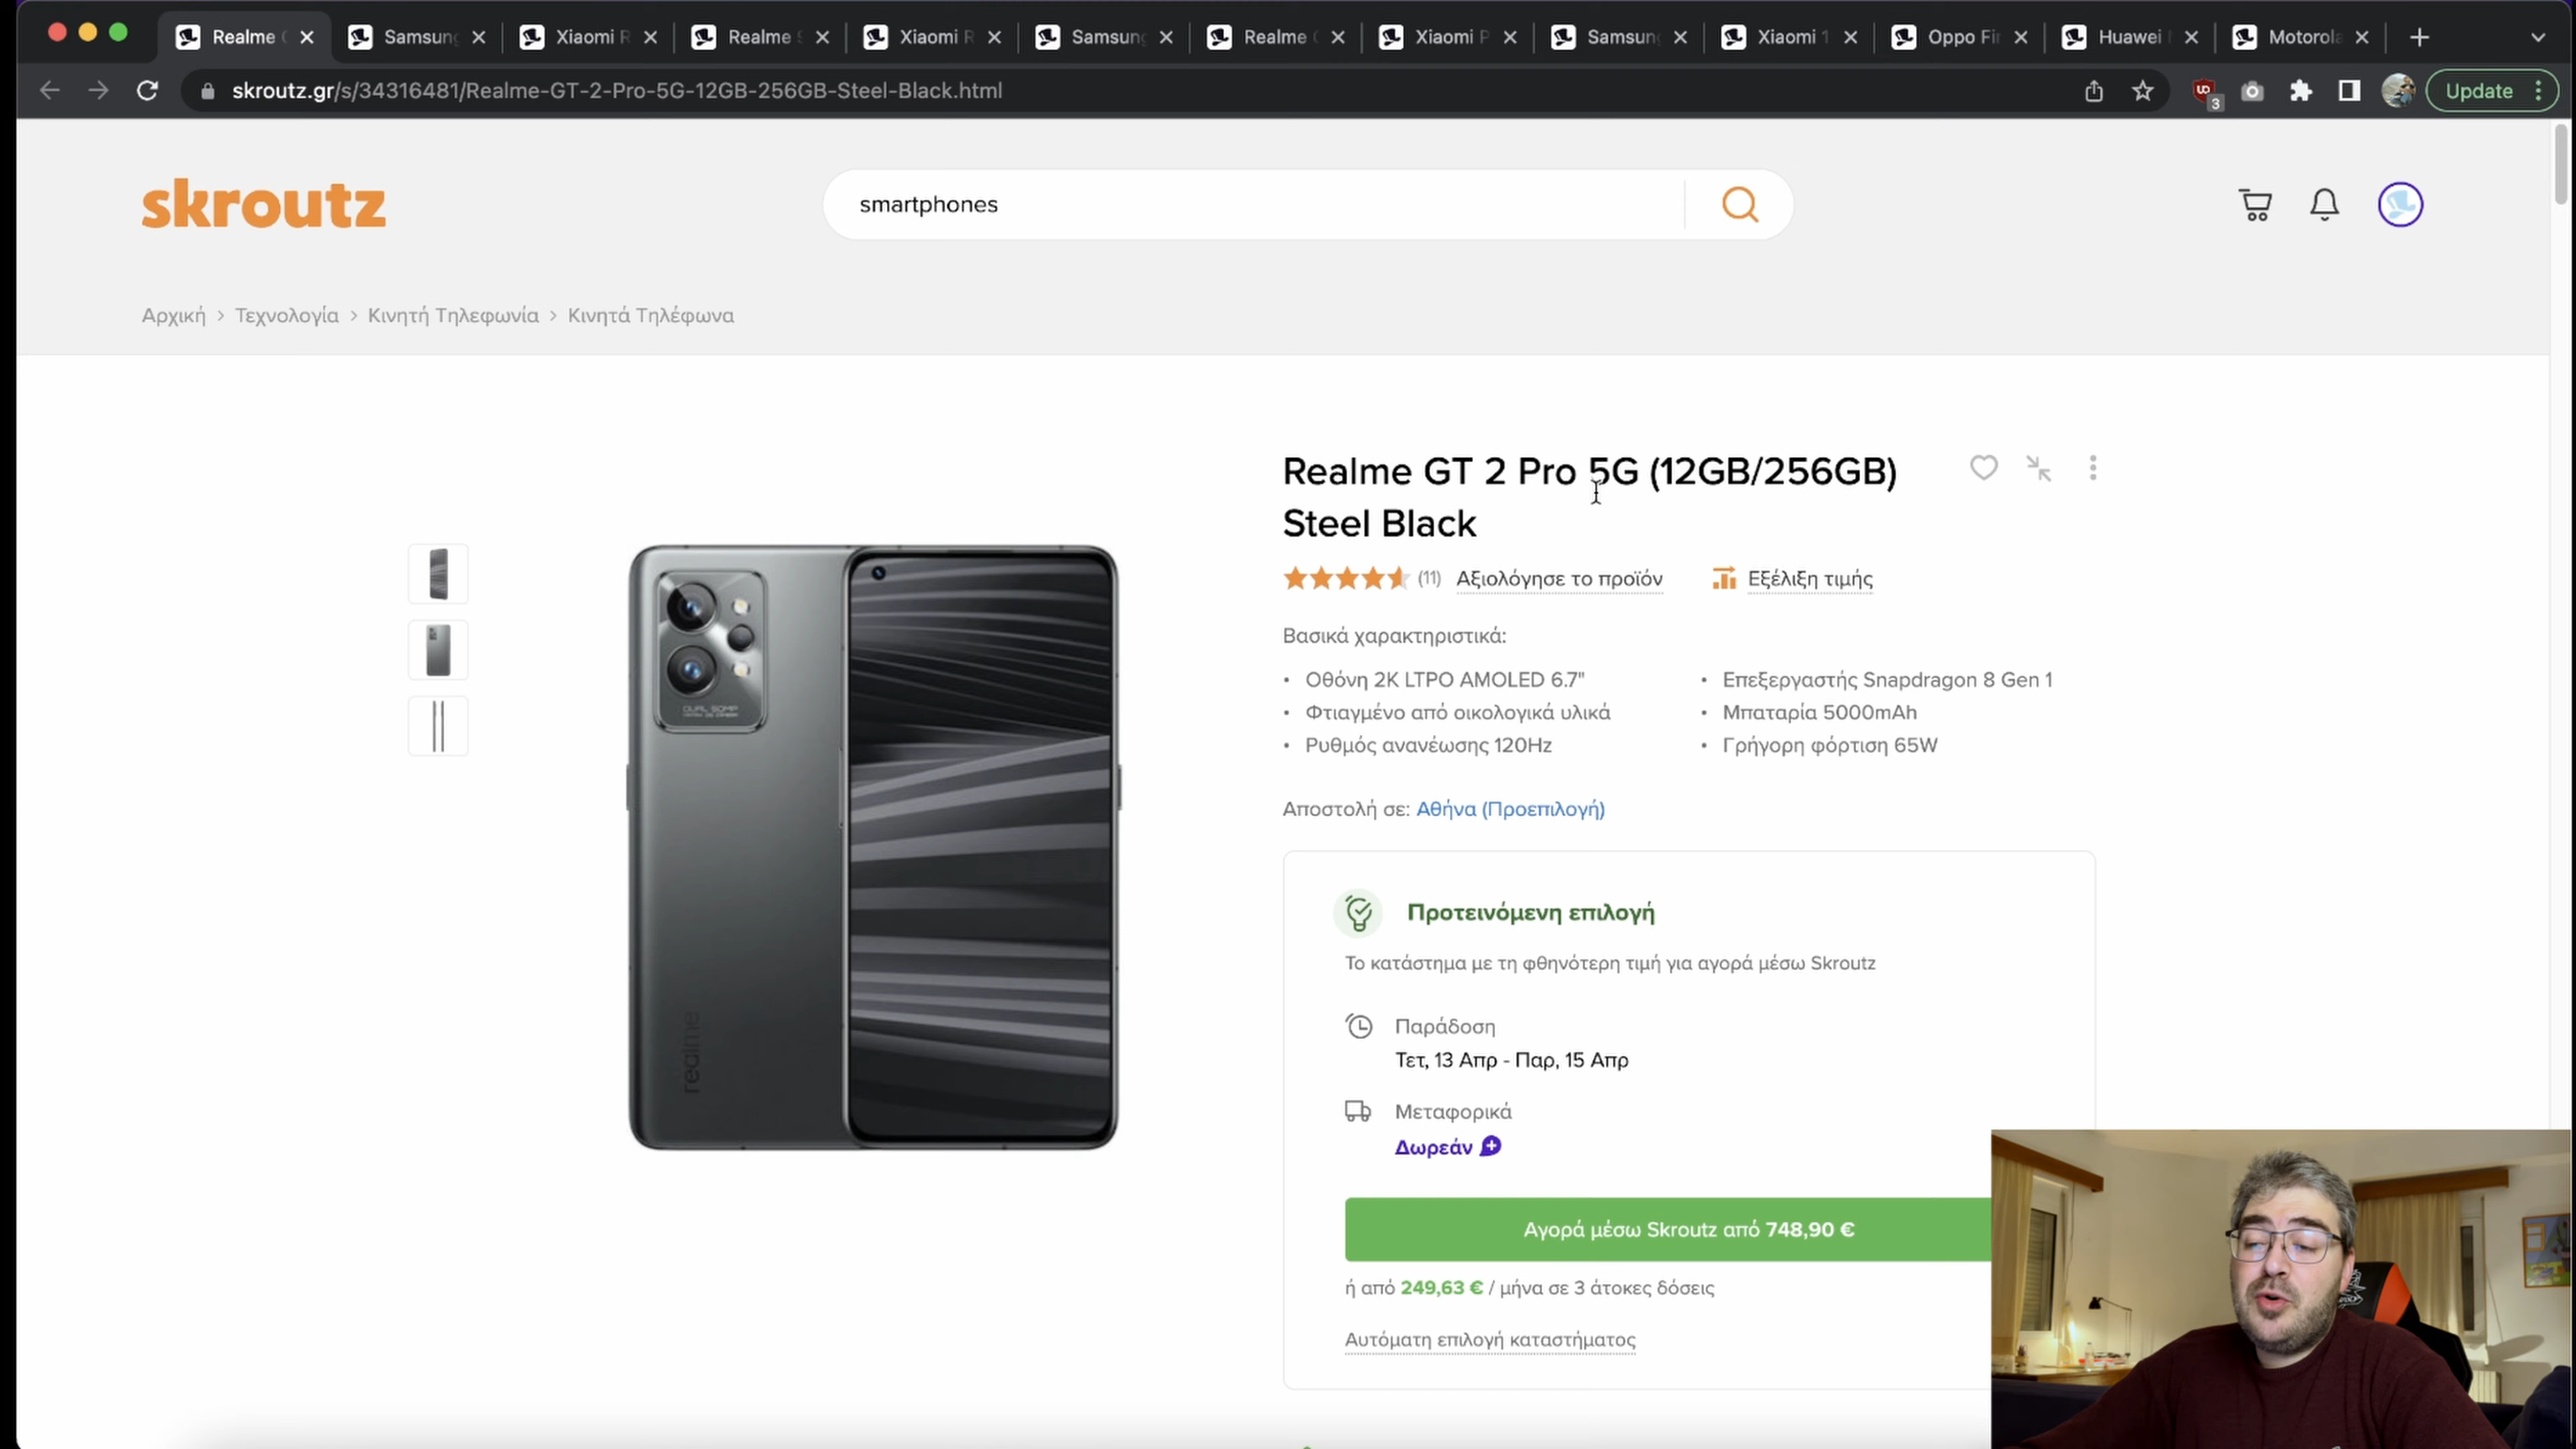 Realme
Samsung
Xiaomi R
Realme
Xiaomi R
Samsung
Realme
Xiaomi P
Samsung
Xiaomi 1
Oppo Fi
Huawei
Motorola
skroutz.gr/s/34316481/Realme-GT-2-Pro-5G-12GB-256GB-Steel-Black.html
3
Update
skroutz
smartphones
Αρχική > Τεχνολογία > Κινητή Τηλεφωνία > Κινητά Τηλέφωνα
Realme GT 2 Pro 5G (12GB/256GB)
Steel Black
(11) Αξιολόγησε το προϊόν Εξέλιξη τιμής
Βασικά χαρακτηριστικά:
• Οθόνη 2K LTPO AMOLED 6.7"
• Φτιαγμένο από οικολογικά υλικά
• Ρυθμός ανανέωσης 120Hz
• Επεξεργαστής Snapdragon 8 Gen 1
• Μπαταρία 5000mAh
• Γρήγορη φόρτιση 65W
Αποστολή σε: Αθήνα (Προεπιλογή)
Προτεινόμενη επιλογή
Το κατάστημα με τη φθηνότερη τιμή για αγορά μέσω Skroutz
Παράδοση
Τετ, 13 Απρ - Παρ, 15 Απρ
Μεταφορικά
Δωρεάν
Αγορά μέσω Skroutz από 748,90 €
ή από 249,63 € / μήνα σε 3 άτοκες δόσεις
Αυτόματη επιλογή καταστήματος
realme
DUAL 50MP